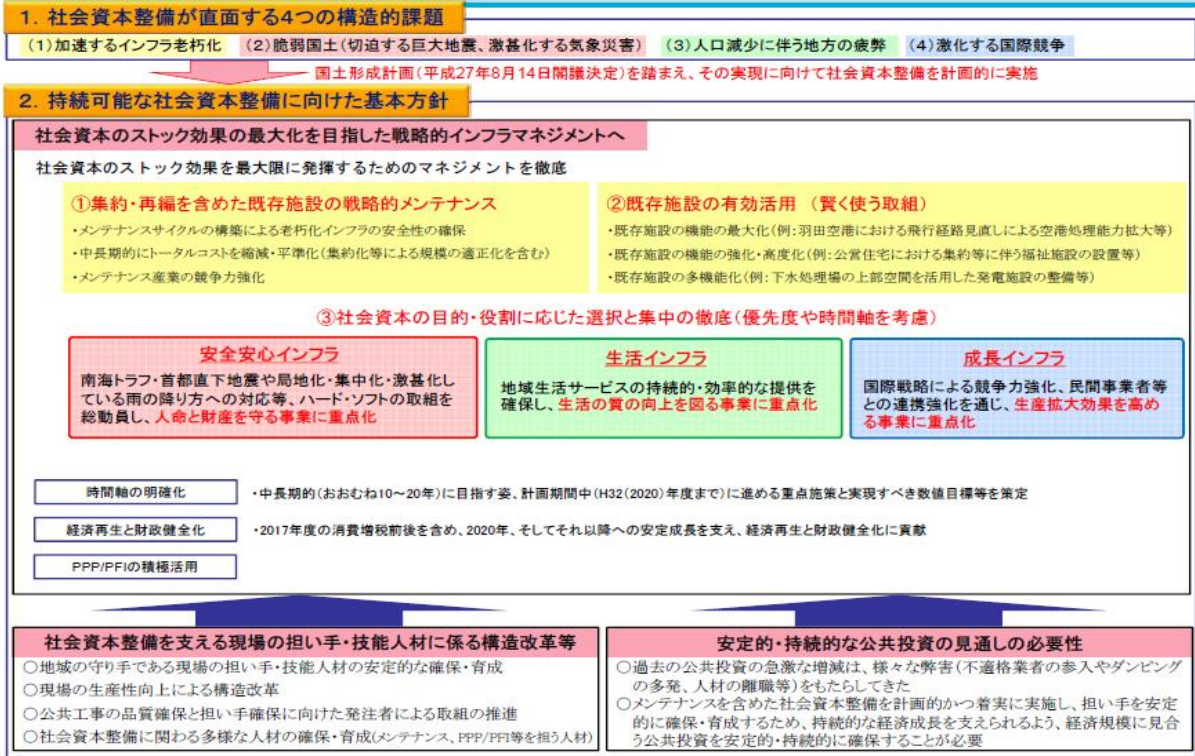 1．社会資本整備が直面する4つの構造的課題
（1）加速するインフラ老朽化 （2）脆弱国土（切迫する巨大地震、激甚化する気象災害） （3）人口減少に伴う地方の疲弊 （4）激化する国際競争
国土形成計画（平成27年8月14日閣議決定）を踏まえ、その実現に向けて社会資本整備を計画的に実施
2．持続可能な社会資本整備に向けた基本方針
社会資本のストック効果の最大化を目指した戦略的インフラマネジメントへ
社会資本のストック効果を最大限に発揮するためのマネジメントを徹底
①集約・再編を含めた既存施設の戦略的メンテナンス
・メンテナンスサイクルの構築による老朽化インフラの安全性の確保
・中長期的にトータルコストを縮減・平準化（集約化等による規模の適正化を含む）
・メンテナンス産業の競争力強化
②既存施設の有効活用 （賢く使う取組）
・既存施設の機能の最大化（例：羽田空港における飛行経路見直しによる空港処理能力拡大等）
・既存施設の機能の強化・高度化（例：公営住宅における集約等に伴う福祉施設の設置等）
・既存施設の多機能化（例：下水処理場の上部空間を活用した発電施設の整備等）
③社会資本の目的・役割に応じた選択と集中の徹底（優先度や時間軸を考慮）
安全安心インフラ
南海トラフ・首都直下地震や局地化・集中化・激甚化し
ている雨の降り方への対応等、ハード・ソフトの取組を
総動員し、人命と財産を守る事業に重点化
生活インフラ
地域生活サービスの持続的・効率的な提供を
確保し、生活の質の向上を図る事業に重点化
成長インフラ
国際戦略による競争力強化、民間事業者等
との連携強化を通じ、生産拡大効果を高め
る事業に重点化
時間軸の明確化
・中長期的（おおむね10～20年）に目指す姿、計画期間中（H32（2020）年度まで）に進める重点施策と実現すべき数値目標等を策定
経済再生と財政健全化
・2017年度の消費増税前後を含め、2020年、そしてそれ以降への安定成長を支え、経済再生と財政健全化に貢献
PPP/PFIの積極活用
社会資本整備を支える現場の担い手・技能人材に係る構造改革等
○地域の守り手である現場の担い手・技能人材の安定的な確保・育成
○現場の生産性向上による構造改革
○公共工事の品質確保と担い手確保に向けた発注者による取組の推進
○社会資本整備に関わる多様な人材の確保・育成（メンテナンス、PPP/PFI等を担う人材）
安定的・持続的な公共投資の見通しの必要性
○過去の公共投資の急激な増減は、様々な弊害（不適格業者の参入やダンピング
の多発、人材の離職等）をもたらしてきた
○メンテナンスを含めた社会資本整備を計画的かつ着実に実施し、担い手を安定
的に確保・育成するため、持続的な経済成長を支えられるよう、経済規模に見合
う公共投資を安定的・持続的に確保することが必要